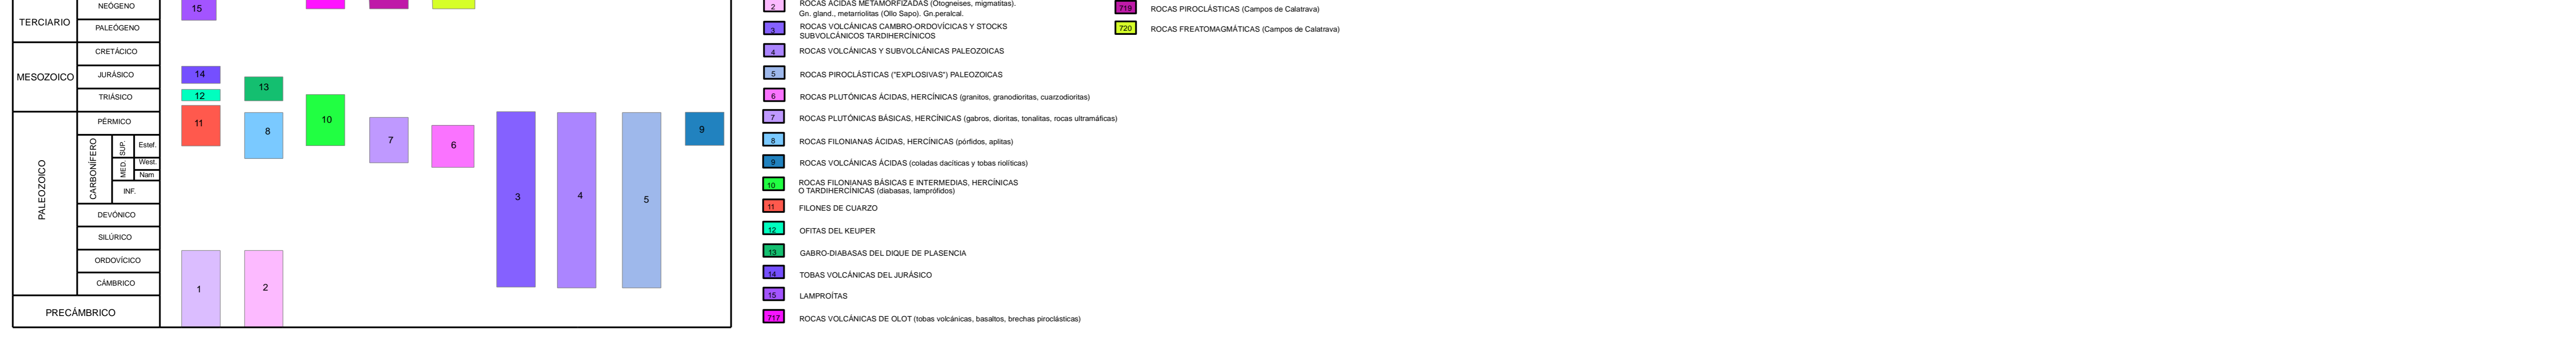 TERCIARIO
NEÓGENO
PALEÓGENO
MESOZOICO
CRETÁCICO
JURÁSICO
TRIÁSICO
PALEOZOICO
PÉRMICO
CARBONÍFERO
SUP.
MED.
Estef.
West.
Nam
INF.
DEVÓNICO
SILÚRICO
ORDOVÍCICO
CÁMBRICO
PRECÁMBRICO
15
14
13
12
11
8
10
7
6
9
3
4
5
1
2
2 ROCAS ÁCIDAS METAMORFIZADAS (Otogneises, migmatitas).
Gn. gland., metarriolitas (Ollo Sapo). Gn.peralcal.
3 ROCAS VOLCÁNICAS CAMBRO-ORDOVÍCICAS Y STOCKS
SUBVOLCÁNICOS TARDIHERCÍNICOS
4 ROCAS VOLCÁNICAS Y SUBVOLCÁNICAS PALEOZOICAS
5 ROCAS PIROCLÁSTICAS ("EXPLOSIVAS") PALEOZOICAS
6 ROCAS PLUTÓNICAS ÁCIDAS, HERCÍNICAS (granitos, granodioritas, cuarzodioritas)
7 ROCAS PLUTÓNICAS BÁSICAS, HERCÍNICAS (gabros, dioritas, tonalitas, rocas ultramáficas)
8 ROCAS FILONIANAS ÁCIDAS, HERCÍNICAS (pórfidos, aplitas)
9 ROCAS VOLCÁNICAS ÁCIDAS (coladas dacíticas y tobas riolíticas)
10 ROCAS FILONIANAS BÁSICAS E INTERMEDIAS, HERCÍNICAS
O TARDIHERCÍNICAS (diabasas, lamprófidos)
11 FILONES DE CUARZO
12 OFITAS DEL KEUPER
13 GABRO-DIABASAS DEL DIQUE DE PLASENCIA
14 TOBAS VOLCÁNICAS DEL JURÁSICO
15 LAMPROÍTAS
717 ROCAS VOLCÁNICAS DE OLOT (tobas volcánicas, basaltos, brechas piroclásticas)
719 ROCAS PIROCLÁSTICAS (Campos de Calatrava)
720 ROCAS FREATOMAGMÁTICAS (Campos de Calatrava)